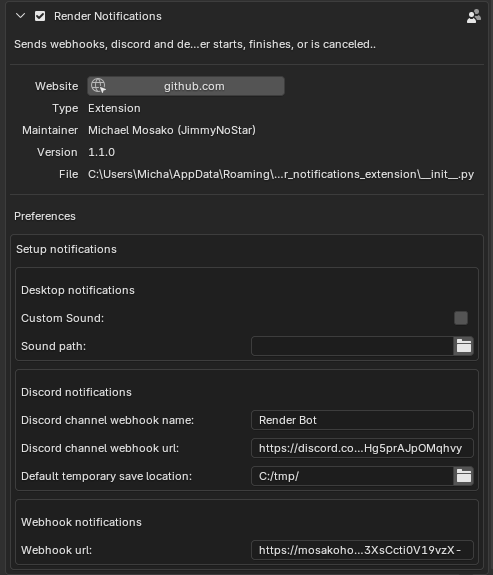 Render Notifications
Sends webhooks, discord and de...er starts, finishes, or is canceled..
Website github.com
Type Extension
Maintainer Michael Mosako (JimmyNoStar)
Version 1.1.0
File C:\Users\Micha\AppData\Roaming\...r_notifications_extension\__init__.py
Preferences
Setup notifications
Desktop notifications
Custom Sound:
Sound path:
Discord notifications
Discord channel webhook name: Render Bot
Discord channel webhook url: https://discord.co...Hg5prAJpOMqhvy
Default temporary save location: C:/tmp/
Webhook notifications
Webhook url: https://mosakoho...3XsCcti0V19vzX-